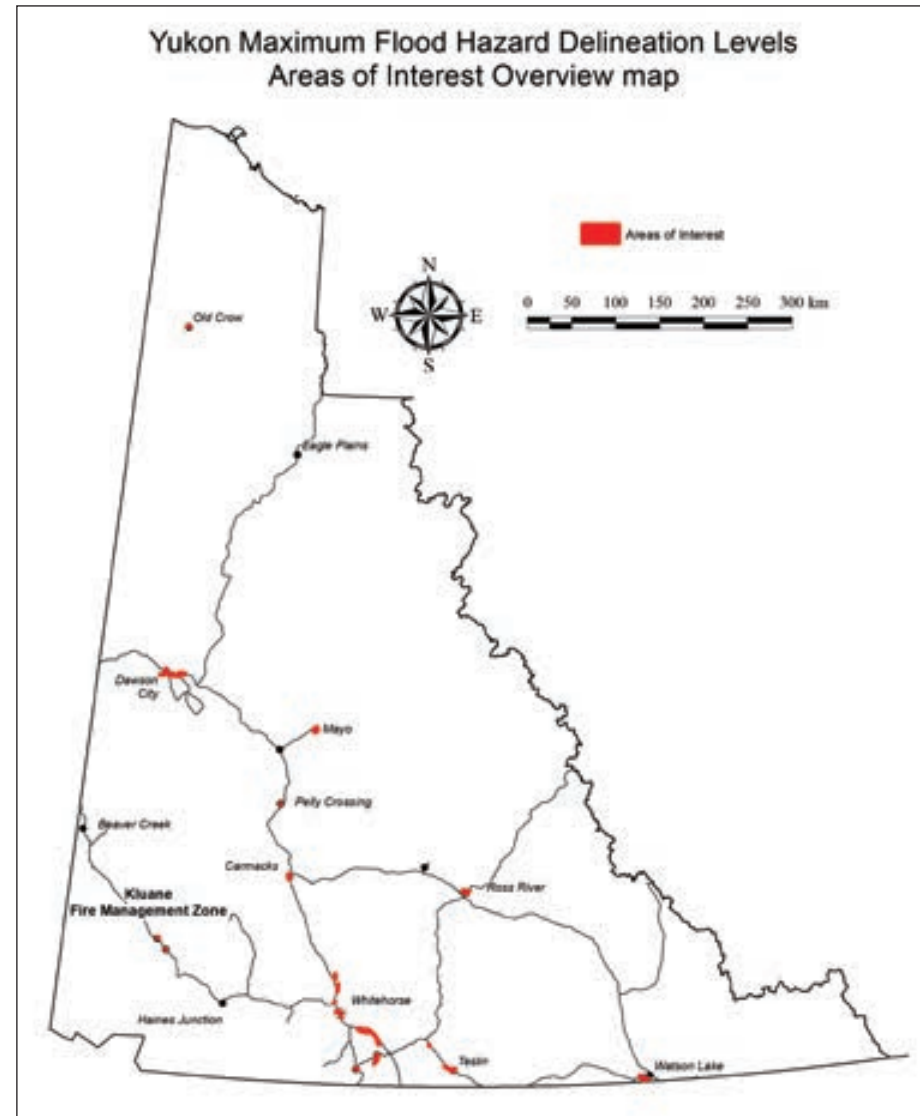 Yukon Maximum Flood Hazard Delineation Levels
Areas of Interest Overview map
Areas of Interest
N
W
E
S
0 50 100 150 200 250 300 km
Old Crow
Eagle Plains
Dawson
City
Mayo
Pelly Crossing
Beaver Creek
Carmacks
Ross River
Kluane
Fire Management Zone
Whitehorse
Haines Junction
Teslin
Watson Lake